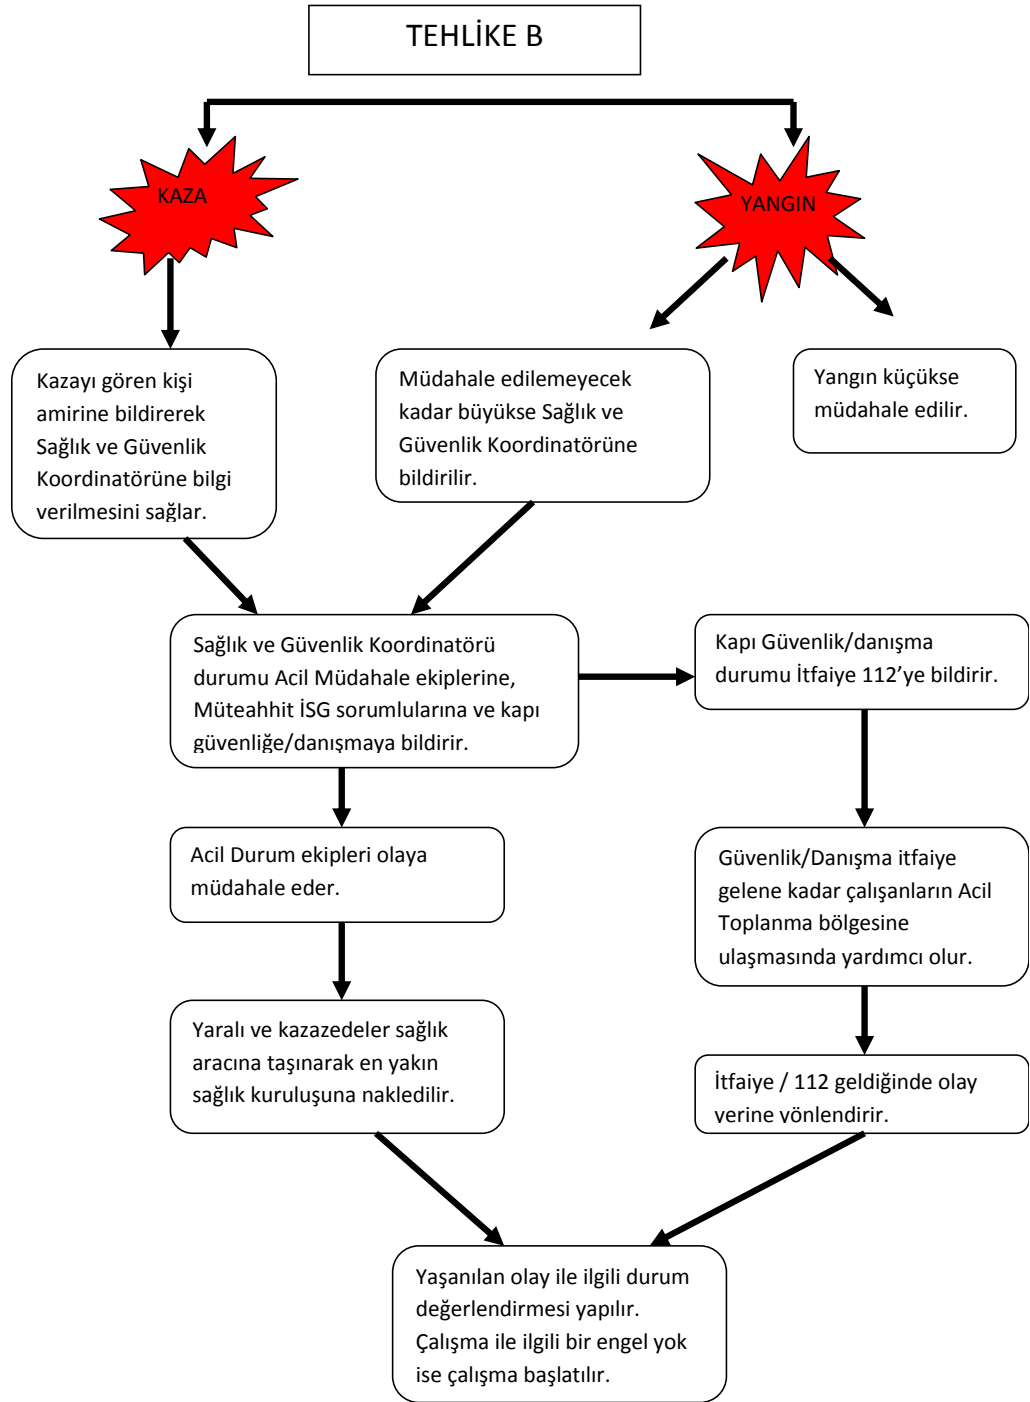 TEHLİKE B
KAZA
YANGIN
Kazayı gören kişi
amirine bildirerek
Sağlık ve Güvenlik
Koordinatörüne bilgi
verilmesini sağlar.
Müdahale edilemeyecek
kadar büyükse Sağlık ve
Güvenlik Koordinatörüne
bildirilir.
Yangın küçükse
müdahale edilir.
Sağlık ve Güvenlik Koordinatörü
durumu Acil Müdahale ekiplerine,
Müteahhit İSG sorumlularına ve kapı
güvenliğe/danışmaya bildirir.
Kapı Güvenlik/danışma
durumu İtfaiye 112’ye bildirir.
Acil Durum ekipleri olaya
müdahale eder.
Güvenlik/Danışma itfaiye
gelene kadar çalışanların Acil
Toplanma bölgesine
ulaşmasında yardımcı olur.
Yaralı ve kazazedeler sağlık
aracına taşınarak en yakın
sağlık kuruluşuna nakledilir.
İtfaiye / 112 geldiğinde olay
yerine yönlendirir.
Yaşanılan olay ile ilgili durum
değerlendirmesi yapılır.
Çalışma ile ilgili bir engel yok
ise çalışma başlatılır.